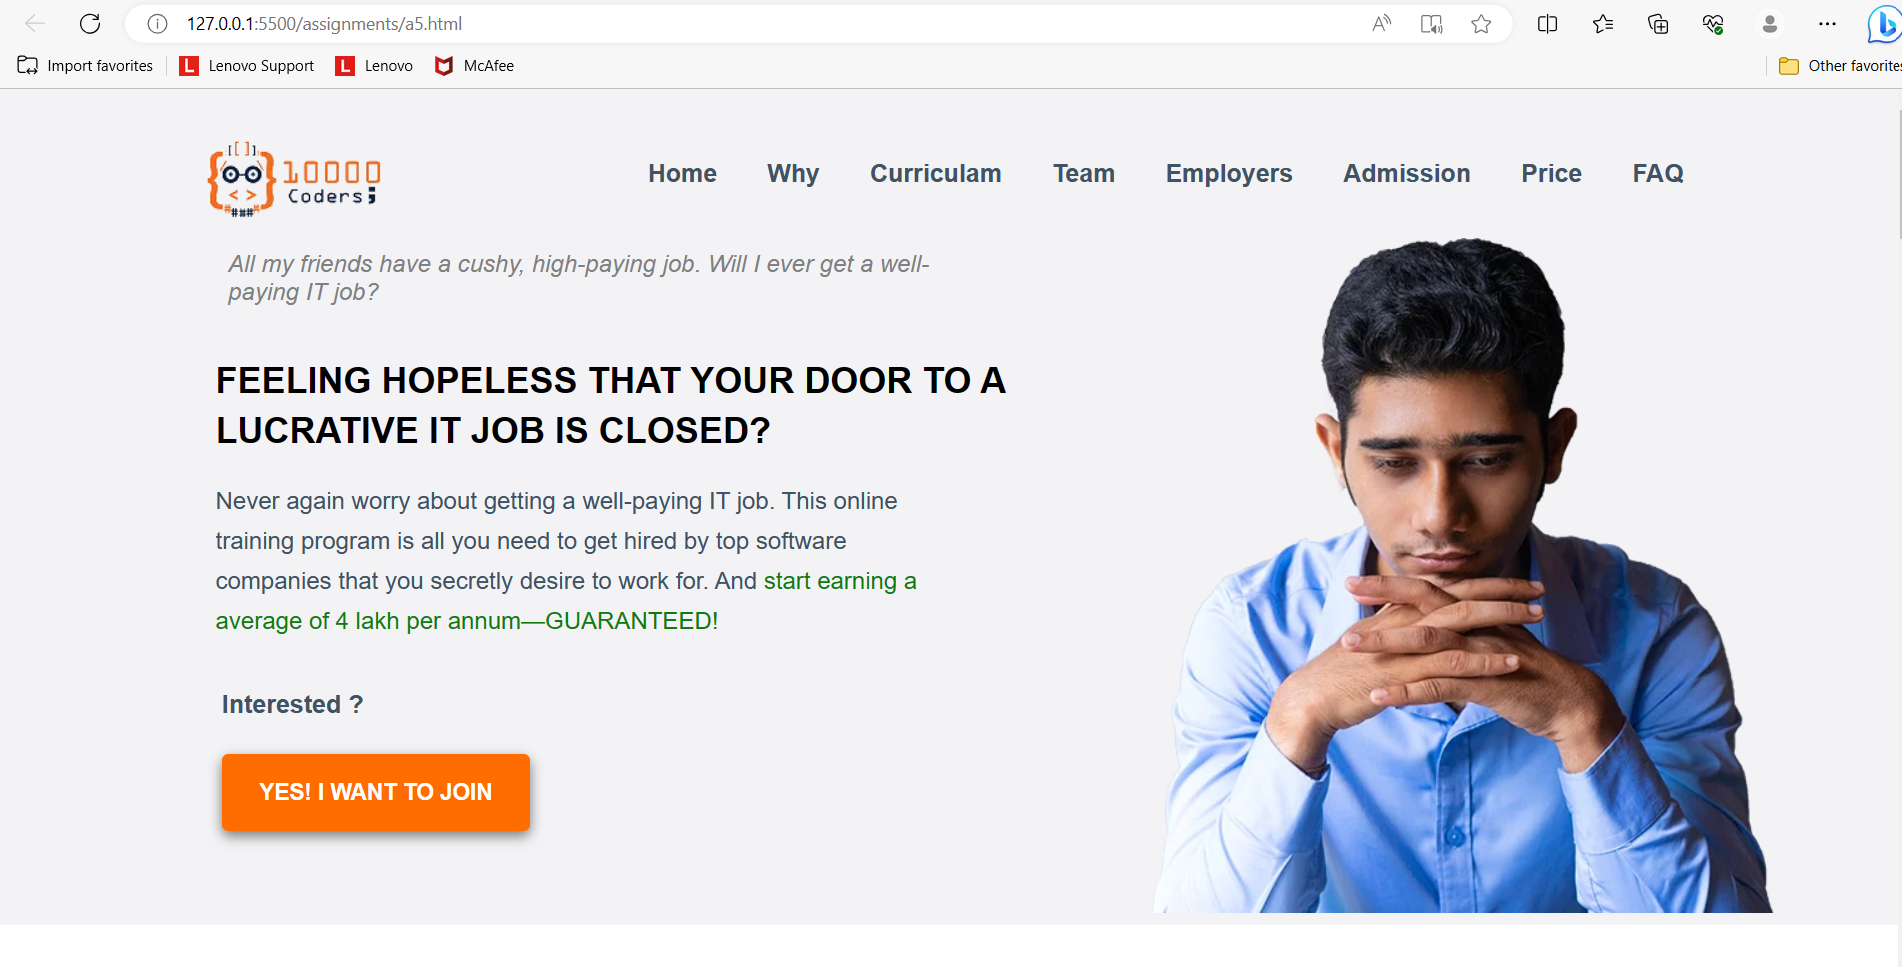 127.0.0.1:5500/assignments/a5.html
Import favorites
L Lenovo Support
L Lenovo
McAfee
Other favorites
{<>} 10000
Coders;
Home Why Curriculam Team Employers Admission Price FAQ
All my friends have a cushy, high-paying job. Will I ever get a well-
paying IT job?
FEELING HOPELESS THAT YOUR DOOR TO A
LUCRATIVE IT JOB IS CLOSED?
Never again worry about getting a well-paying IT job. This online
training program is all you need to get hired by top software
companies that you secretly desire to work for. And start earning a
average of 4 lakh per annum—GUARANTEED!
Interested ?
YES! I WANT TO JOIN